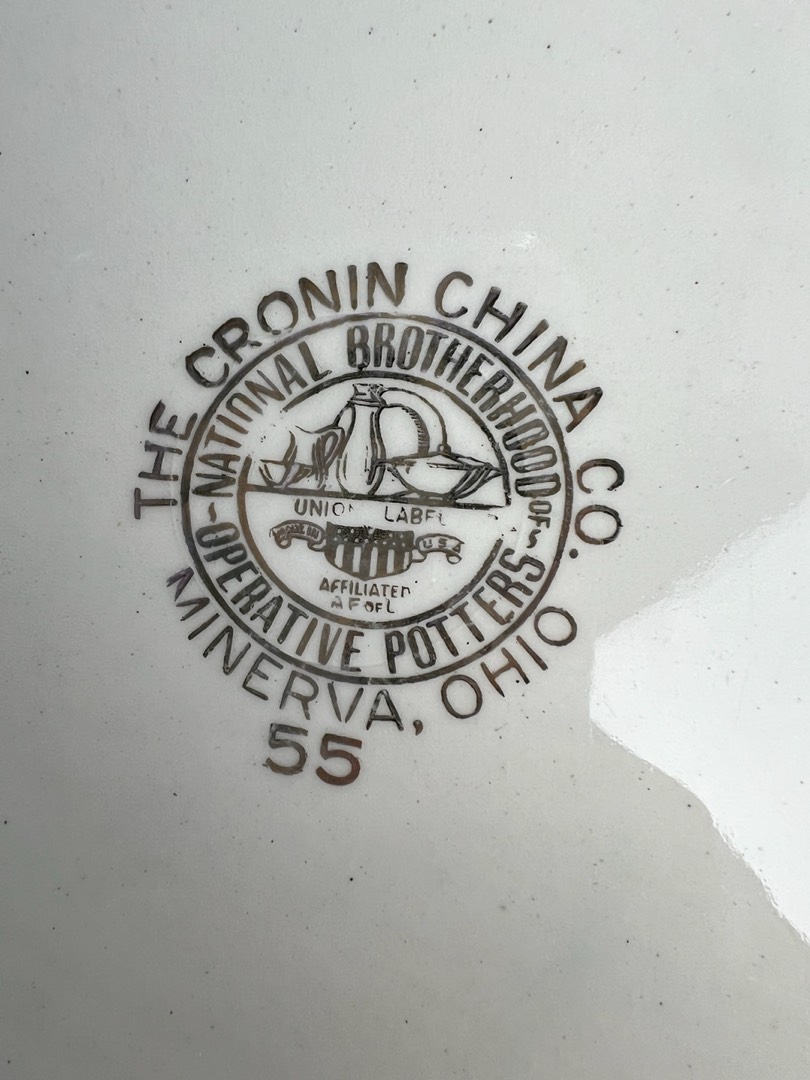 THE CRONIN CHINA CO.
NATIONAL BROTHERHOOD OF
OPERATIVE POTTERS
UNION LABEL
MADE IN U S A
AFFILIATED
A F OF L
MINERVA, OHIO
55